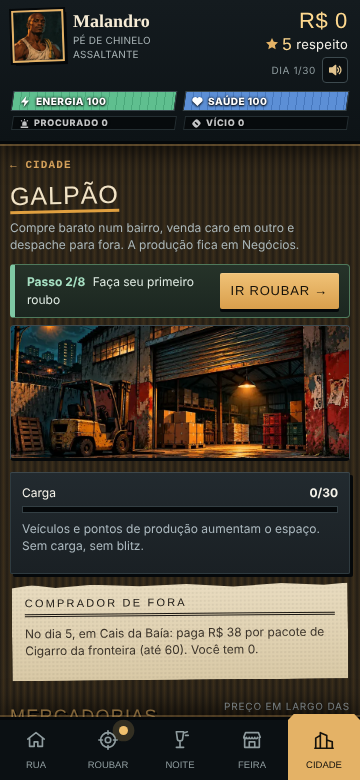 Malandro
PÉ DE CHINELO
ASSALTANTE
R$ 0
5 respeito
DIA 1/30
ENERGIA 100
SAÚDE 100
PROCURADO 0
VÍCIO 0
← CIDADE
GALPÃO
Compre barato num bairro, venda caro em outro e
despache para fora. A produção fica em Negócios.
Passo 2/8 Faça seu primeiro
roubo
IR ROUBAR →
Carga
0/30
Veículos e pontos de produção aumentam o espaço.
Sem carga, sem blitz.
COMPRADOR DE FORA
No dia 5, em Cais da Baía: paga R$ 38 por pacote de
Cigarro da fronteira (até 60). Você tem 0.
MERCADORIAS
PREÇO EM LARGO DAS
RUA
ROUBAR
NOITE
FEIRA
CIDADE